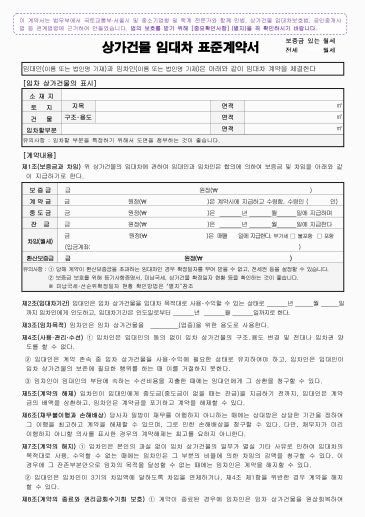 이 계약서는 법무부에서 국토교통부·서울시 및 중소기업청 및 학계 전문가와 함께 민법, 상가건물 임대차보호법, 공인중개사
법 등 관계법령에 근거하여 만들었습니다. 법의 보호를 받기 위해 【중요확인사항】(별지)을 꼭 확인하시기 바랍니다.
상가건물 임대차 표준계약서
보증금 있는 월세
전세 월세
임대인(이름 또는 법인명 기재)과 임차인(이름 또는 법인명 기재)은 아래와 같이 임대차 계약을 체결한다
[임차 상가건물의 표시]
소 재 지
토 지 지목 면적 ㎡
건 물 구조·용도 면적 ㎡
임차할부분 면적 ㎡
유의사항 : 임차할 부분을 특정하기 위해서 도면을 첨부하는 것이 좋습니다.
[계약내용]
제1조(보증금과 차임) 위 상가건물의 임대차에 관하여 임대인과 임차인은 합의에 의하여 보증금 및 차임을 아래와 같
이 지급하기로 한다.
보 증 금 금 원정(₩ )
계 약 금 금 원정(₩ )은 계약시에 지급하고 수령함. 수령인 ( 인)
중 도 금 금 원정(₩ )은 ____년 ____월 ____일에 지급하며
잔 금 금 원정(₩ )은 ____년 ____월 ____일에 지급한다
차임(월세) 금 원정(₩ )은 매월 일에 지급한다. 부가세 □ 불포함 □ 포함
(입금계좌: )
환산보증금 금 원정(₩ )
유의사항 : ① 당해 계약이 환산보증금을 초과하는 임대차인 경우 확정일자를 부여 받을 수 없고, 전세권 등을 설정할 수 있습니다.
② 보증금 보호를 위해 등기사항증명서, 미납국세, 상가건물 확정일자 현황 등을 확인하는 것이 좋습니다.
※ 미납국세·선순위확정일자 현황 확인방법은 "별지"참조
제2조(임대차기간) 임대인은 임차 상가건물을 임대차 목적대로 사용·수익할 수 있는 상태로 ____년 ____월 ____일
까지 임차인에게 인도하고, 임대차기간은 인도일로부터 ____년 ____월 ____일까지로 한다.
제3조(임차목적) 임차인은 임차 상가건물을 ________(업종)을 위한 용도로 사용한다.
제4조(사용·관리·수선) ① 임차인은 임대인의 동의 없이 임차 상가건물의 구조․용도 변경 및 전대나 임차권 양
도를 할 수 없다.
② 임대인은 계약 존속 중 임차 상가건물을 사용·수익에 필요한 상태로 유지하여야 하고, 임차인은 임대인이
임차 상가건물의 보존에 필요한 행위를 하는 때 이를 거절하지 못한다.
③ 임차인이 임대인의 부담에 속하는 수선비용을 지출한 때에는 임대인에게 그 상환을 청구할 수 있다.
제5조(계약의 해제) 임차인이 임대인에게 중도금(중도금이 없을 때는 잔금)을 지급하기 전까지, 임대인은 계약
금의 배액을 상환하고, 임차인은 계약금을 포기하고 계약을 해제할 수 있다.
제6조(채무불이행과 손해배상) 당사자 일방이 채무를 이행하지 아니하는 때에는 상대방은 상당한 기간을 정하여
그 이행을 최고하고 계약을 해제할 수 있으며, 그로 인한 손해배상을 청구할 수 있다. 다만, 채무자가 미리
이행하지 아니할 의사를 표시한 경우의 계약해제는 최고를 요하지 아니한다.
제7조(계약의 해지) ① 임차인은 본인의 과실 없이 임차 상가건물의 일부가 멸실 기타 사유로 인하여 임대차의
목적대로 사용, 수익할 수 없는 때에는 임차인은 그 부분의 비율에 의한 차임의 감액을 청구할 수 있다. 이
경우에 그 잔존부분만으로 임차의 목적을 달성할 수 없는 때에는 임차인은 계약을 해지할 수 있다.
② 임대인은 임차인이 3기의 차임액에 달하도록 차임을 연체하거나, 제4조 제1항을 위반한 경우 계약을 해지
할 수 있다.
제8조(계약의 종료와 권리금회수기회 보호) ① 계약이 종료된 경우에 임차인은 임차 상가건물을 원상회복하여